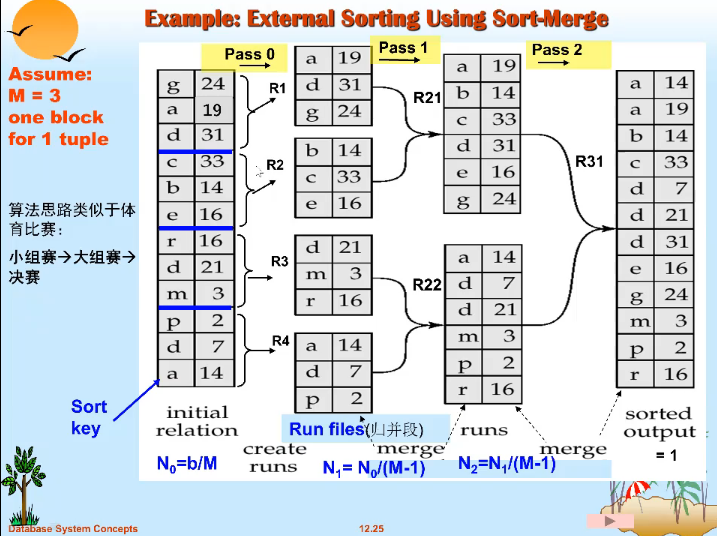 Example: External Sorting Using Sort-Merge
Assume:
M = 3
one block
for 1 tuple
算法思路类似于体
育比赛：
小组赛→大组赛→
决赛
Sort
key
Pass 0
Pass 1
Pass 2
g 24
a 19
d 31
c 33
b 14
e 16
r 16
d 21
m 3
p 2
d 7
a 14
initial
relation
N₀=b/M
R1
R2
R3
R4
create
runs
a 19
d 31
g 24
b 14
c 33
e 16
d 21
m 3
r 16
a 14
d 7
p 2
Run files(归并段)
R21
R22
merge
N₁= N₀/(M-1)
a 19
b 14
c 33
d 31
e 16
g 24
a 14
d 7
d 21
m 3
p 2
r 16
runs
N₂=N₁/(M-1)
R31
merge
a 14
a 19
b 14
c 33
d 7
d 21
d 31
e 16
g 24
m 3
p 2
r 16
sorted
output
= 1
Database System Concepts
12.25